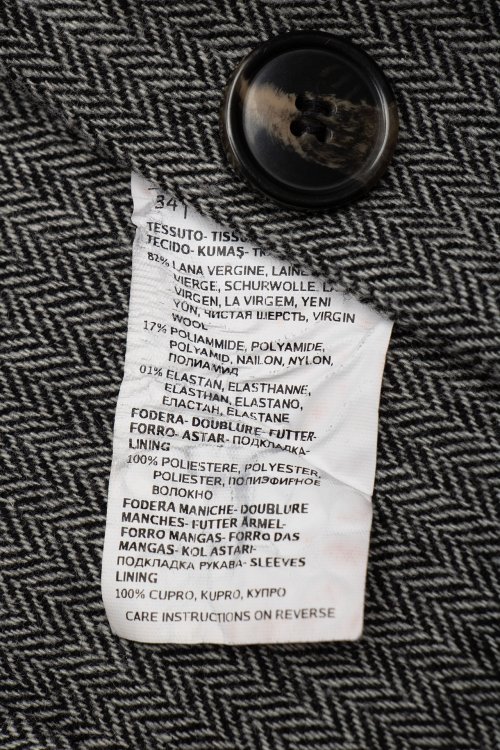 341
TESSUTO- TISS
TECIDO- KUMAŞ-
82% LANA VERGINE, LAINE
VIERGE, SCHURWOLLE,
VIRGEN, LA VIRGEM, YENI
YÜN, ЧИСТАЯ ШЕРСТЬ, VIRGIN
WOOL
17% POLIAMMIDE, POLYAMIDE,
POLYAMID, NAILON, NYLON,
ПОЛИАМИД
01% ELASTAN, ELASTHANNE,
ELASTHAN, ELASTANO,
ЕЛАСТАН, ELASTANE
FODERA- DOUBLURE- FUTTER-
FORRO- ASTAR- ПОДКЛАДКА-
LINING
100% POLIESTERE, POLYESTER,
POLIESTER, ПОЛИЭФИРНОЕ
ВОЛОКНО
FODERA MANICHE- DOUBLURE
MANCHES- FUTTER ÄRMEL-
FORRO MANGAS- FORRO DAS
MANGAS- KOL ASTARI-
ПОДКЛАДКА РУКАВА- SLEEVES
LINING
100% CUPRO, KUPRO, КУПРО
CARE INSTRUCTIONS ON REVERSE